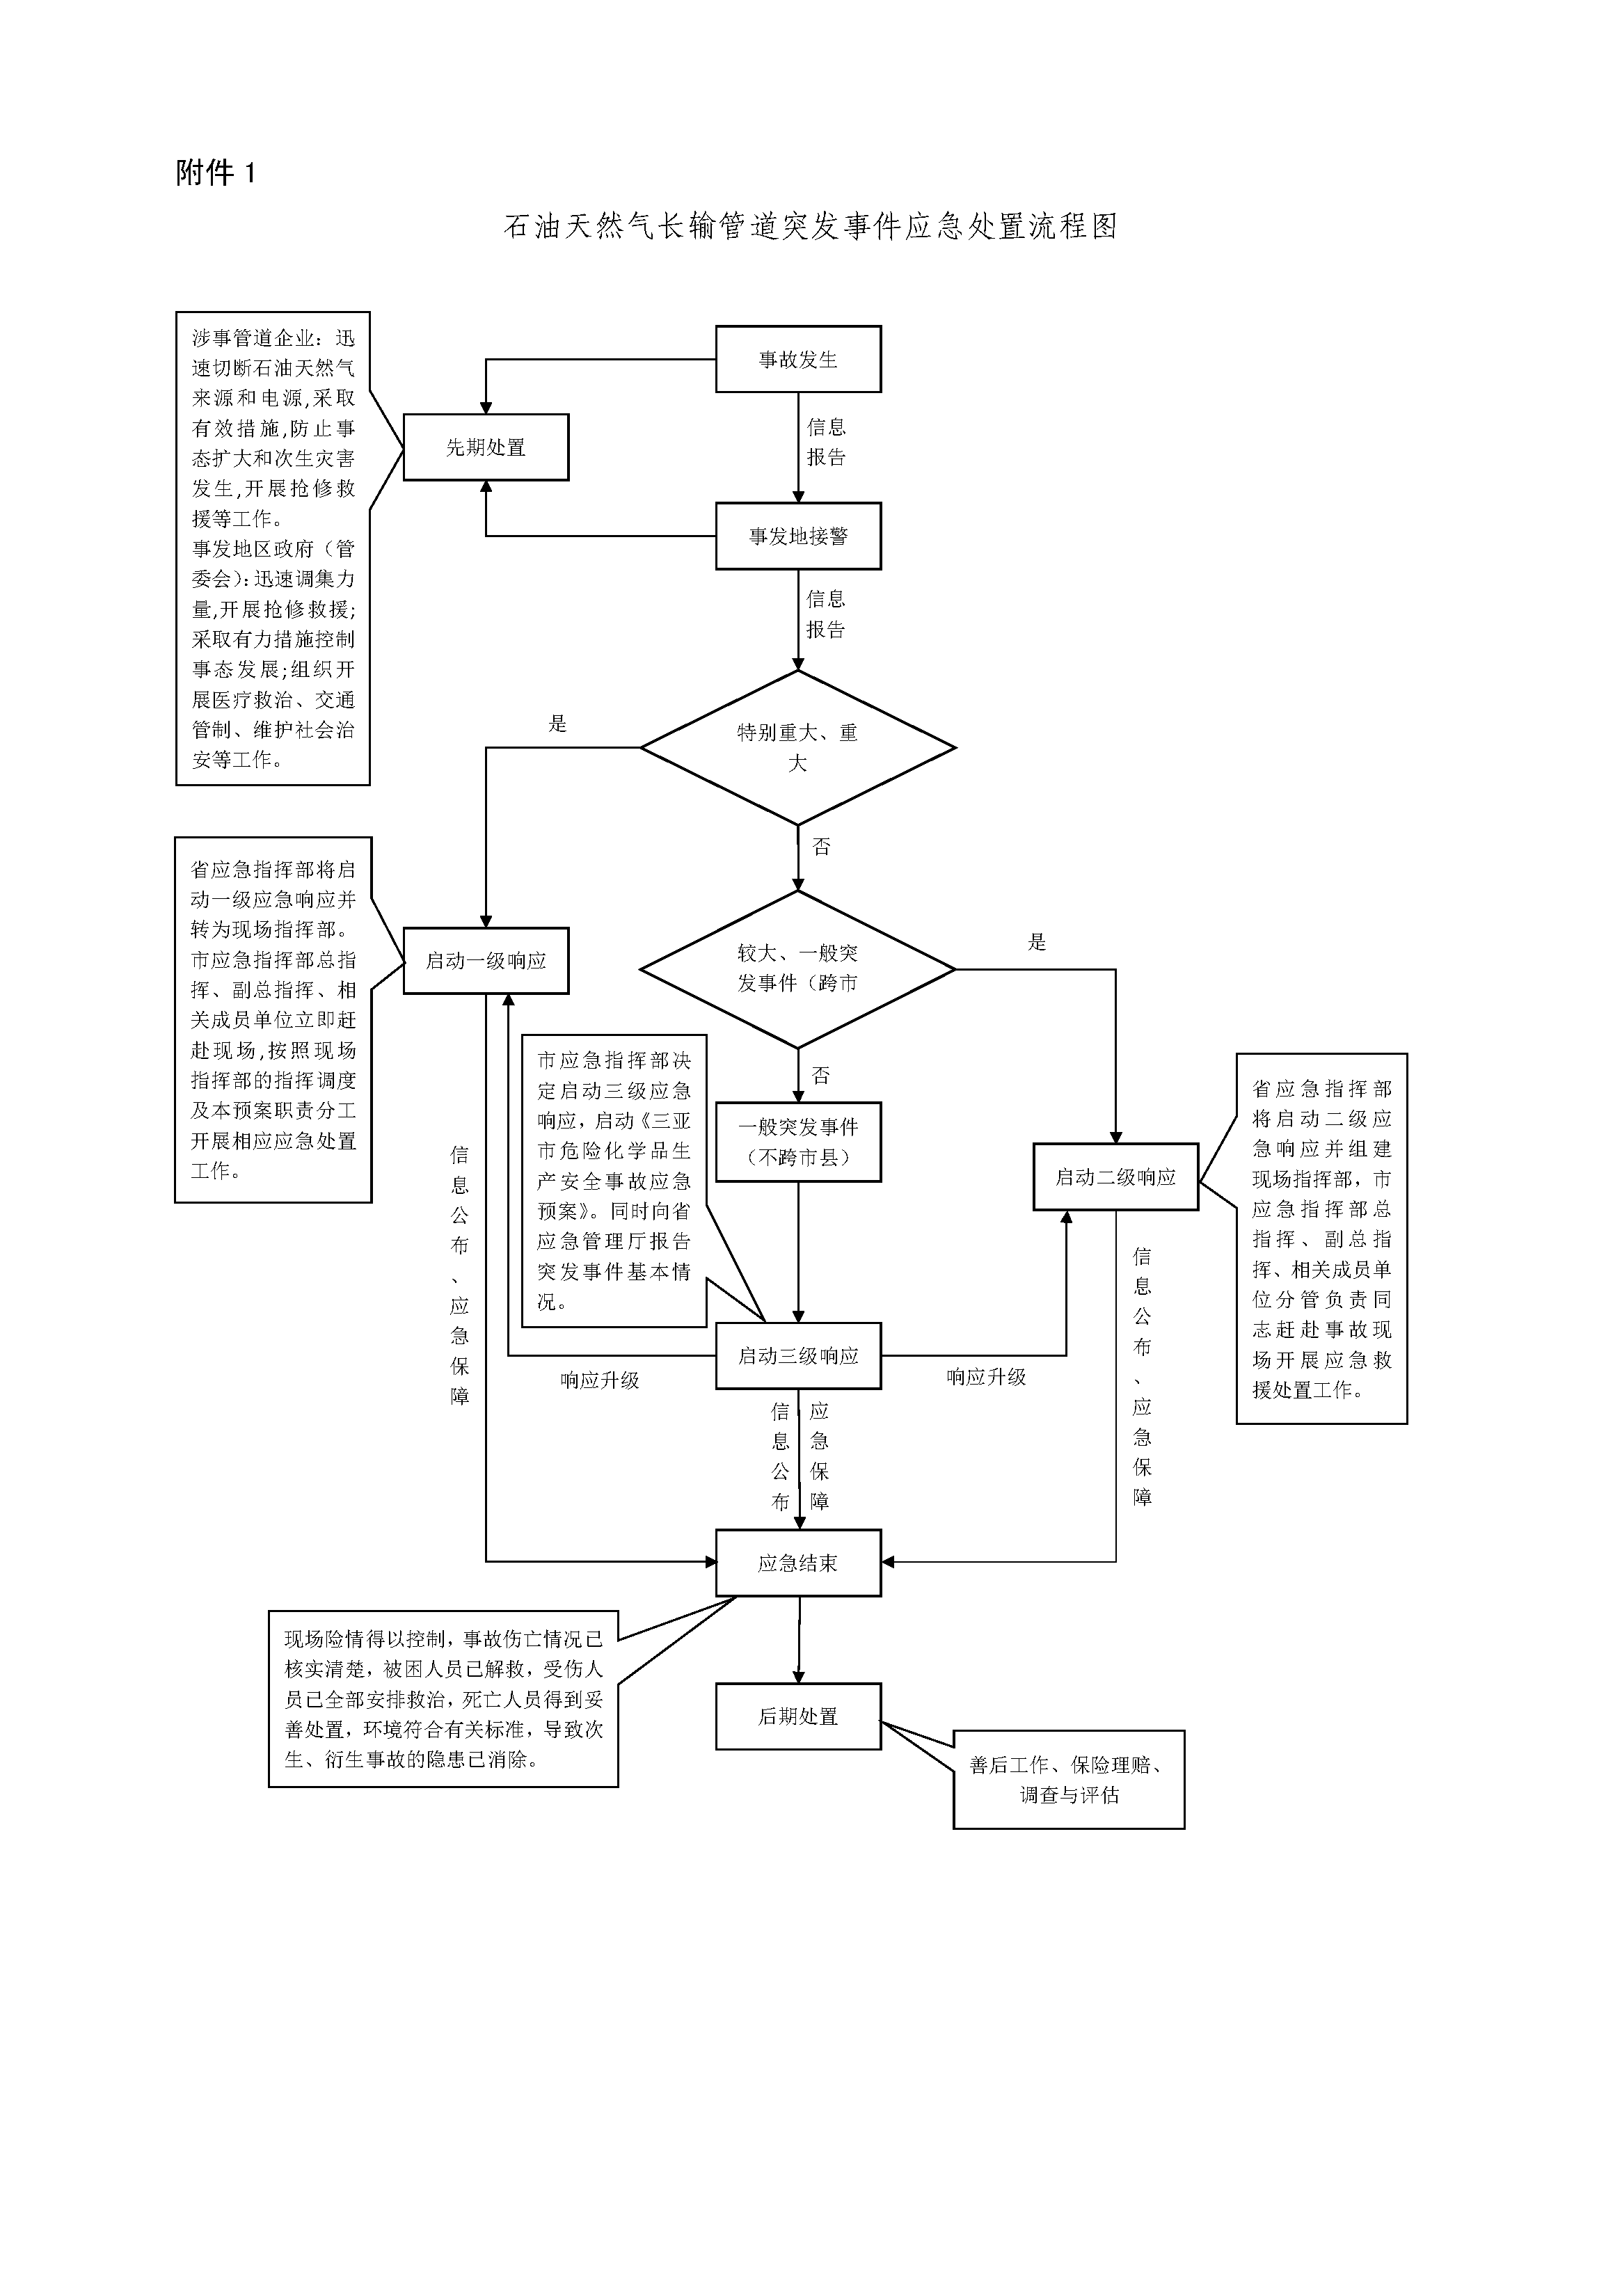 附件 1
石油天然气长输管道突发事件应急处置流程图
涉事管道企业：迅
速切断石油天然气
来源和电源,采取
有效措施,防止事
态扩大和次生灾害
发生,开展抢修救
援等工作。
事发地区政府（管
委会）：迅速调集力
量,开展抢修救援;
采取有力措施控制
事态发展;组织开
展医疗救治、交通
管制、维护社会治
安等工作。
事故发生
先期处置
信息
报告
事发地接警
信息
报告
特别重大、重
大
是
否
省应急指挥部将启
动一级应急响应并
转为现场指挥部。
市应急指挥部总指
挥、副总指挥、相
关成员单位立即赶
赴现场,按照现场
指挥部的指挥调度
及本预案职责分工
开展相应应急处置
工作。
启动一级响应
较大、一般突
发事件（跨市
是
否
市应急指挥部决
定启动三级应急
响应，启动《三亚
市危险化学品生
产安全事故应急
预案》。同时向省
应急管理厅报告
突发事件基本情
况。
一般突发事件
（不跨市县）
启动二级响应
省应急指挥部
将启动二级应
急响应并组建
现场指挥部，市
应急指挥部总
指挥、副总指
挥、相关成员单
位分管负责同
志赶赴事故现
场开展应急救
援处置工作。
信息公布、应急保障
启动三级响应
响应升级
响应升级
信息公布
应急保障
信息公布、应急保障
应急结束
现场险情得以控制，事故伤亡情况已
核实清楚，被困人员已解救，受伤人
员已全部安排救治，死亡人员得到妥
善处置，环境符合有关标准，导致次
生、衍生事故的隐患已消除。
后期处置
善后工作、保险理赔、
调查与评估